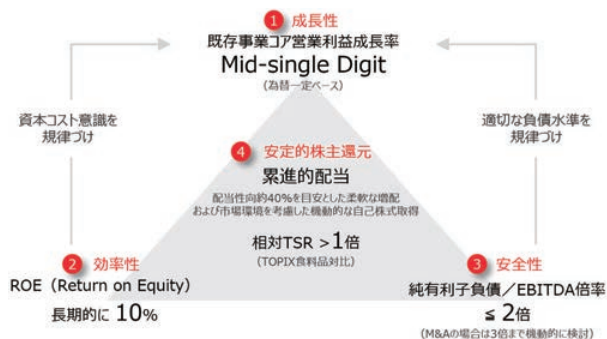 1 成長性
既存事業コア営業利益成長率
Mid-single Digit
（為替一定ベース）
資本コスト意識を
規律づけ
適切な負債水準を
規律づけ
4 安定的株主還元
累進的配当
配当性向約40%を目安とした柔軟な増配
および市場環境を考慮した機動的な自己株式取得
相対TSR >1倍
（TOPIX食料品対比）
2 効率性
ROE（Return on Equity）
長期的に 10%
3 安全性
純有利子負債／EBITDA倍率
≦ 2倍
（M&Aの場合は3倍まで機動的に検討）